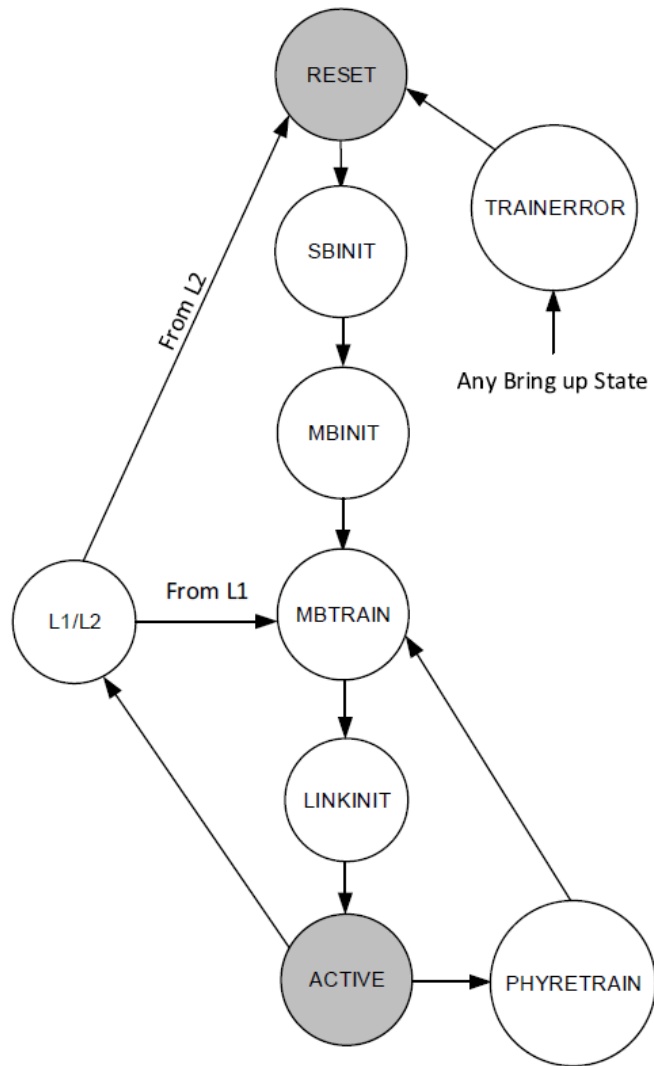 RESET
TRAINERROR
SBINIT
From L2
Any Bring up State
MBINIT
From L1
L1/L2
MBTRAIN
LINKINIT
ACTIVE
PHYRETRAIN